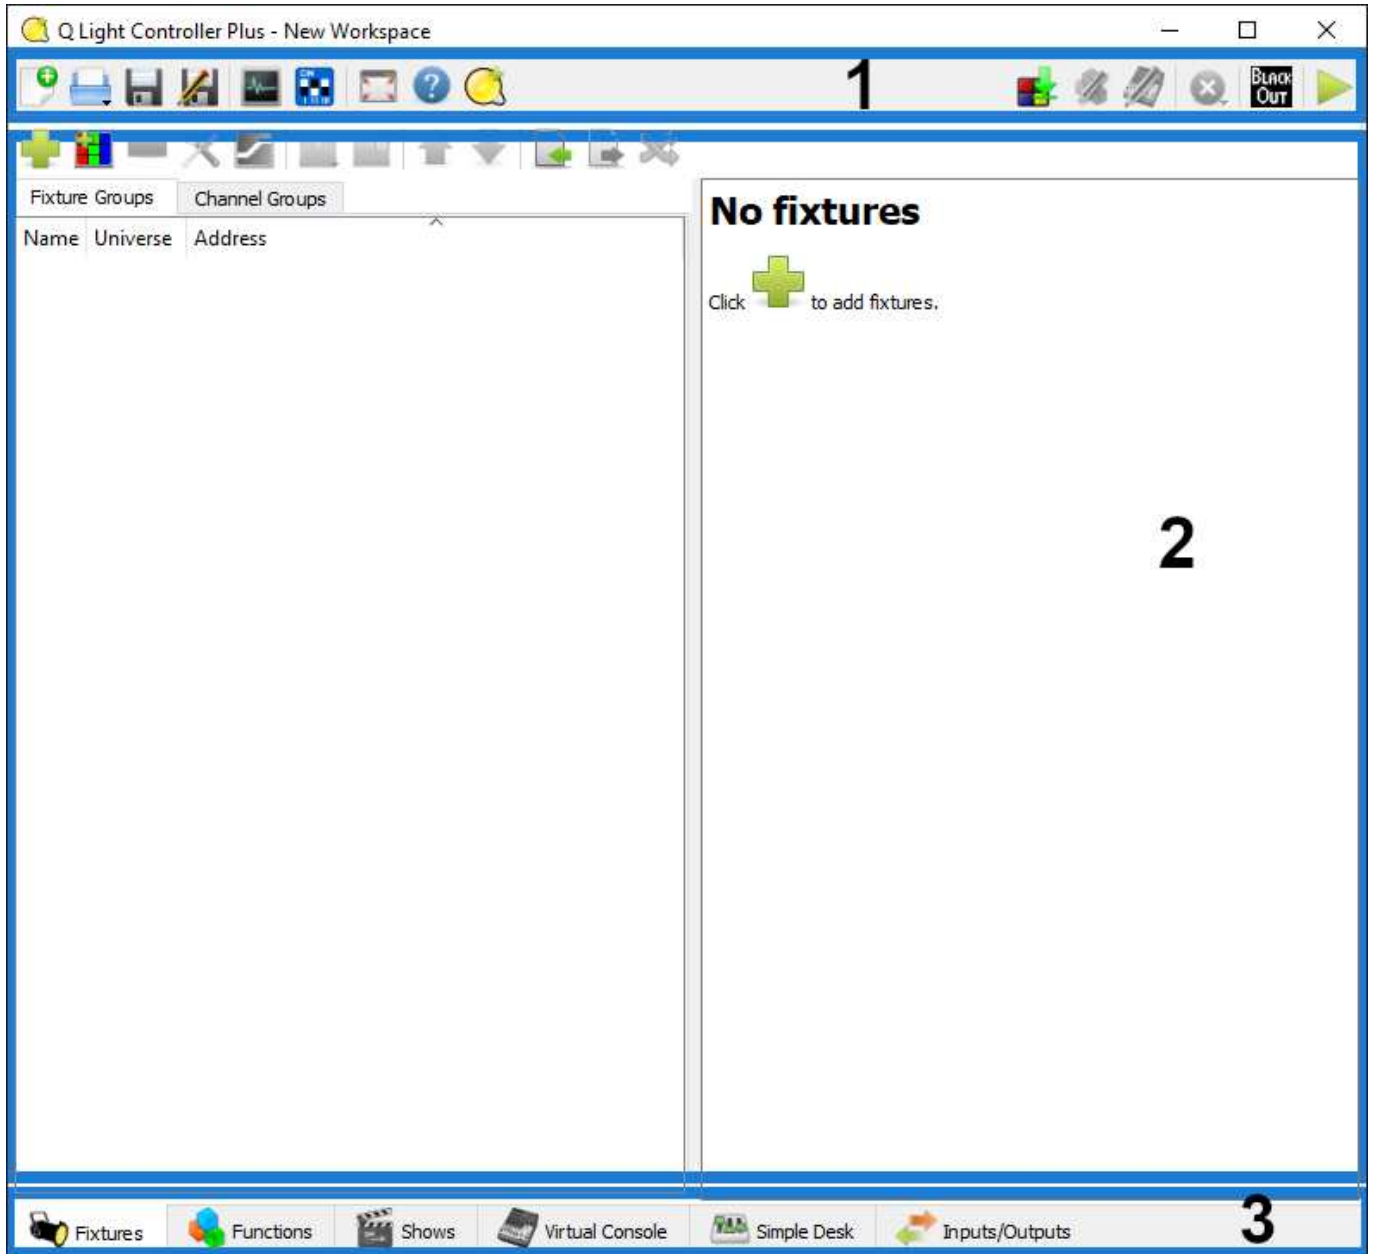 Q Light Controller Plus - New Workspace
1
BLACK
OUT
Fixture Groups
Channel Groups
Name
Universe
Address
No fixtures
Click to add fixtures.
2
Fixtures
Functions
Shows
Virtual Console
Simple Desk
Inputs/Outputs
3